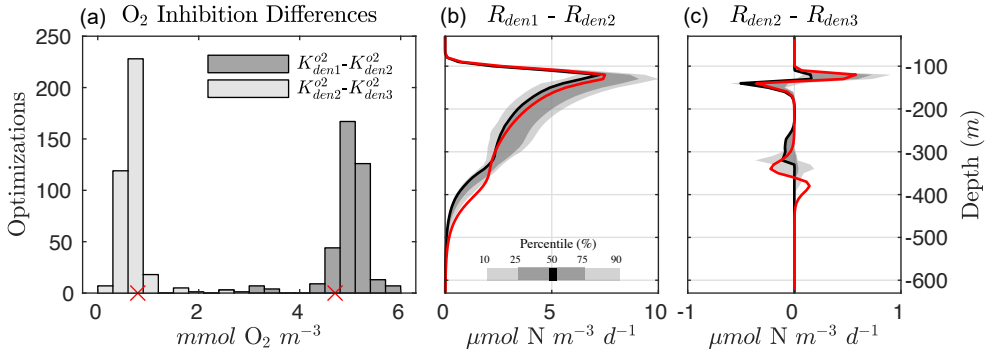 (a) O₂ Inhibition Differences
(b) R_den1 - R_den2
(c) R_den2 - R_den3
K^o2_den1-K^o2_den2
K^o2_den2-K^o2_den3
Optimizations
250
200
150
100
50
0
0 2 4 6
mmol O₂ m⁻³
Percentile (%)
10 25 50 75 90
0 5 10
μmol N m⁻³ d⁻¹
-1 0 1
μmol N m⁻³ d⁻¹
-100
-200
-300
-400
-500
-600
Depth (m)